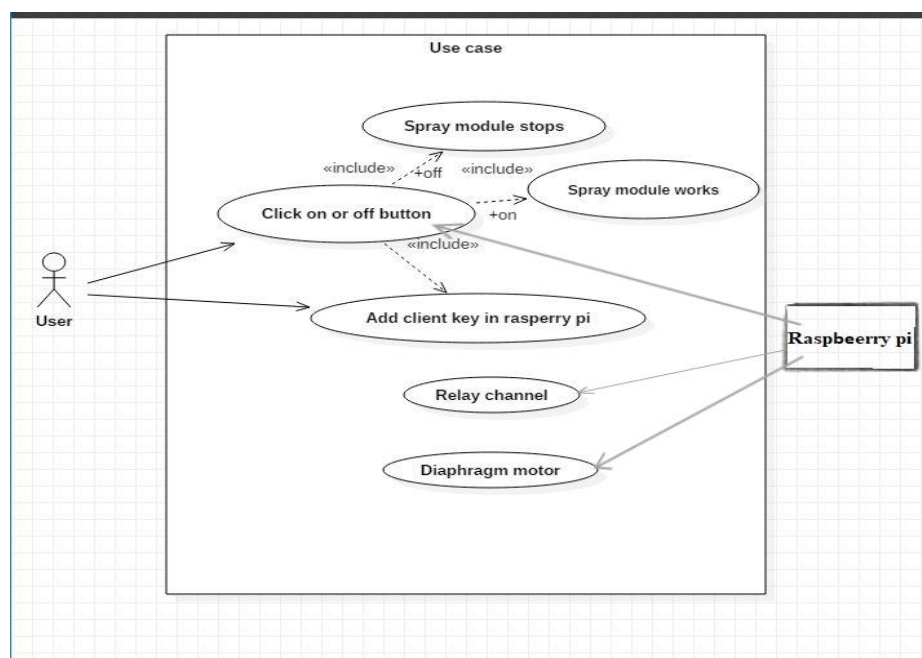 Use case
Spray module stops
«include»
+off
«include»
Spray module works
Click on or off button
+on
«include»
User
Add client key in rasperry pi
Raspbeerry pi
Relay channel
Diaphragm motor